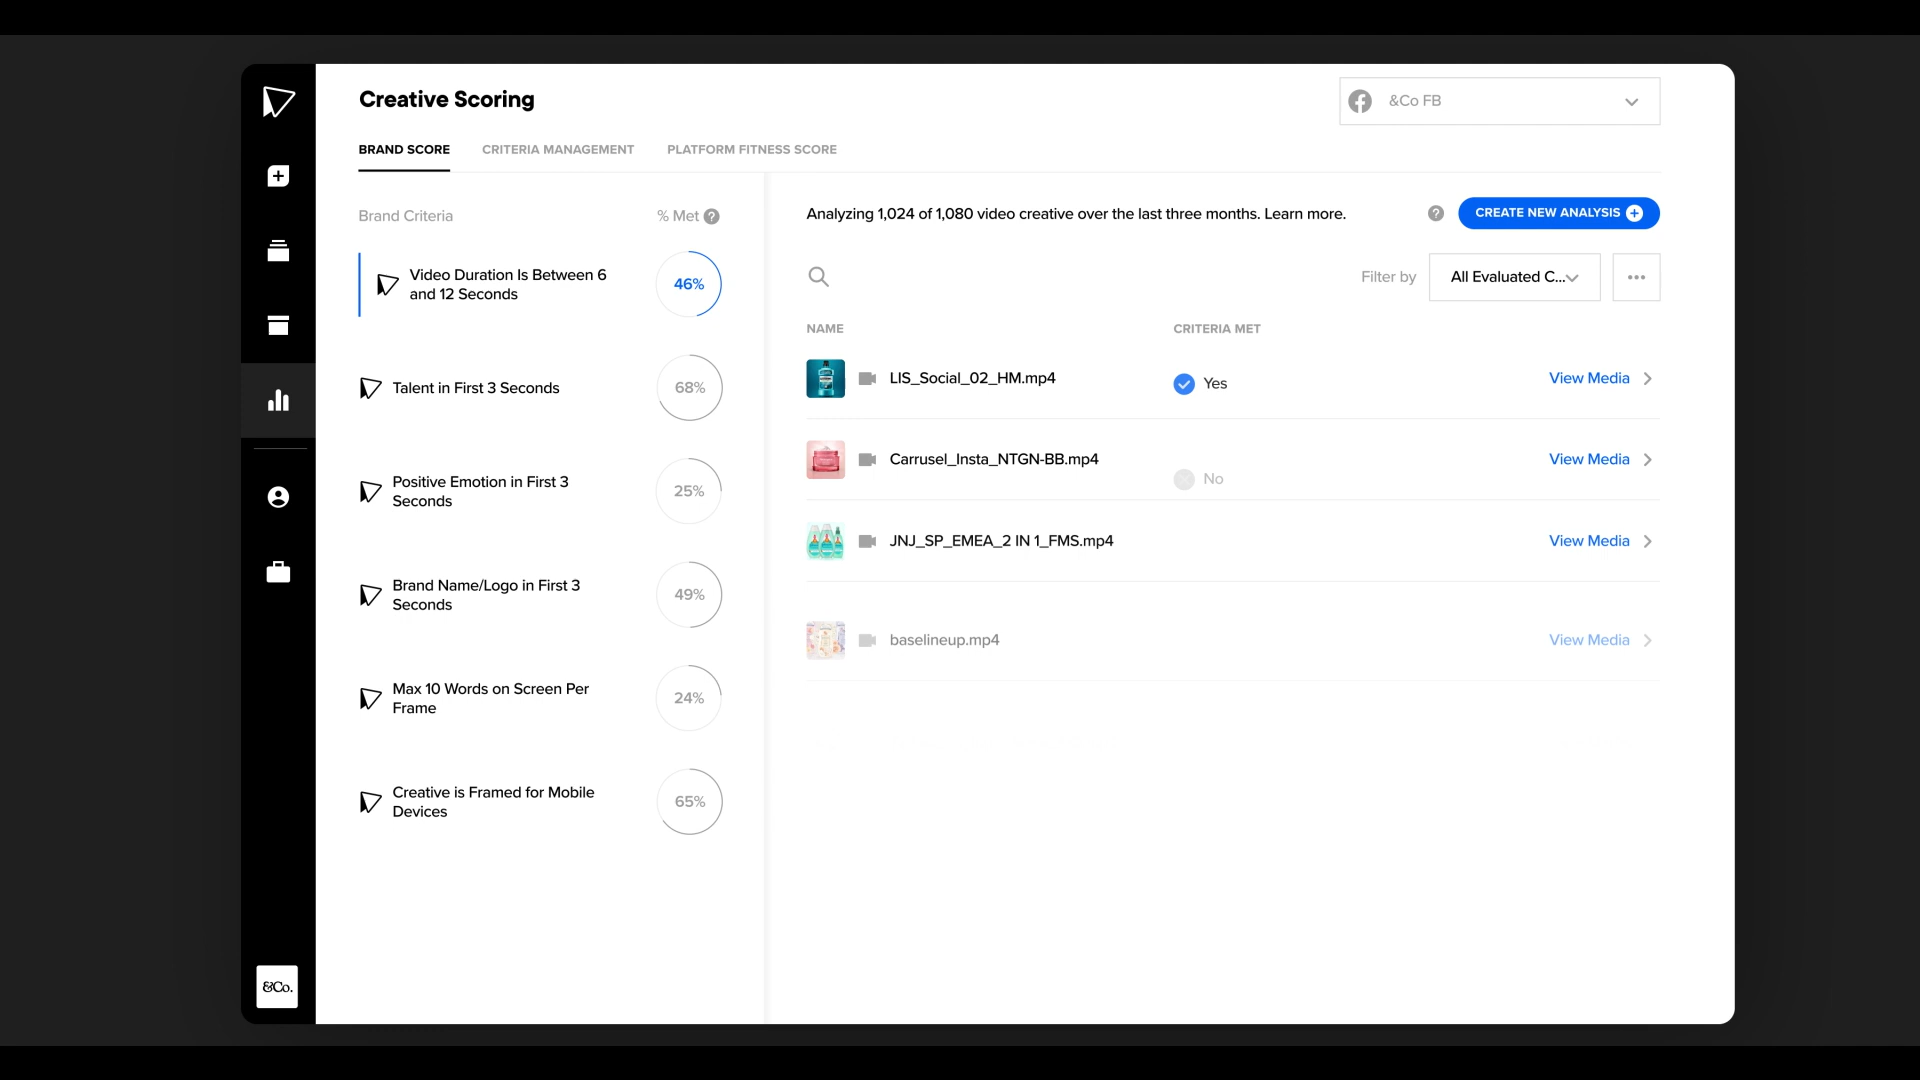 Creative Scoring
&Co FB
BRAND SCORE
CRITERIA MANAGEMENT
PLATFORM FITNESS SCORE
Brand Criteria
% Met ?
Video Duration Is Between 6
and 12 Seconds
46%
Talent in First 3 Seconds
68%
Positive Emotion in First 3
Seconds
25%
Brand Name/Logo in First 3
Seconds
49%
Max 10 Words on Screen Per
Frame
24%
Creative is Framed for Mobile
Devices
65%
&Co.
Analyzing 1,024 of 1,080 video creative over the last three months. Learn more.
?
CREATE NEW ANALYSIS
Filter by
All Evaluated C...
NAME
CRITERIA MET
LIS_Social_02_HM.mp4
Yes
View Media
Carrusel_Insta_NTGN-BB.mp4
No
View Media
JNJ_SP_EMEA_2 IN 1_FMS.mp4
View Media
baselineup.mp4
View Media